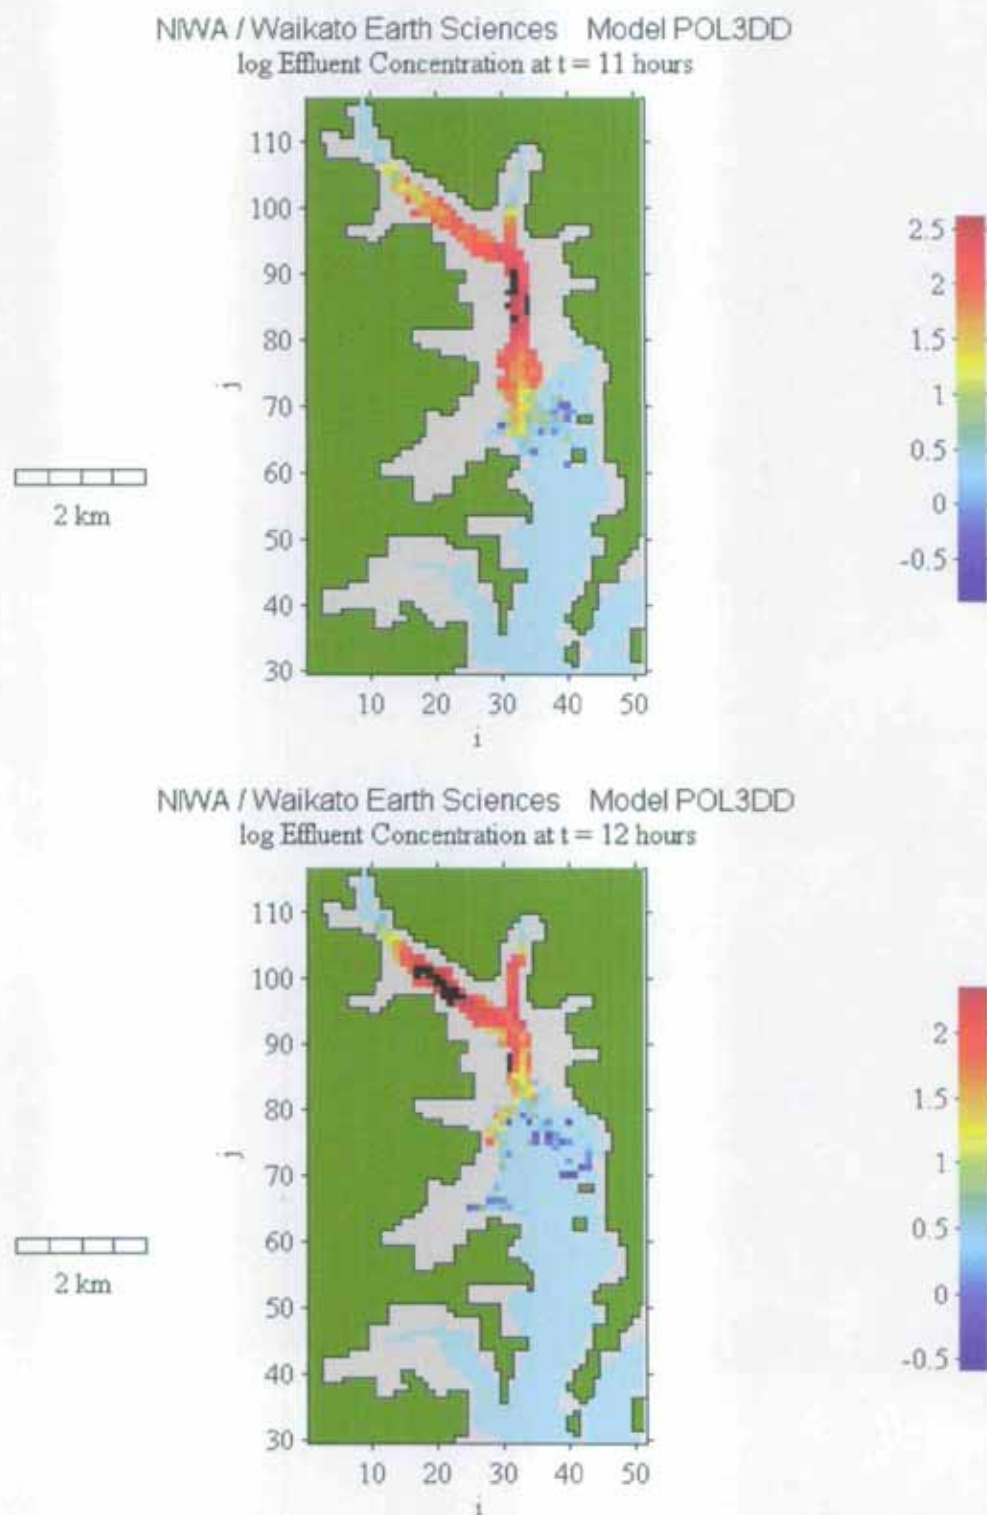 NIWA / Waikato Earth Sciences Model POL3DD
log Effluent Concentration at t = 11 hours
110
100
90
80
70
60
50
40
30
j
10 20 30 40 50
i
2 km
2.5
2
1.5
1
0.5
0
-0.5
NIWA / Waikato Earth Sciences Model POL3DD
log Effluent Concentration at t = 12 hours
110
100
90
80
70
60
50
40
30
j
10 20 30 40 50
i
2 km
2
1.5
1
0.5
0
-0.5